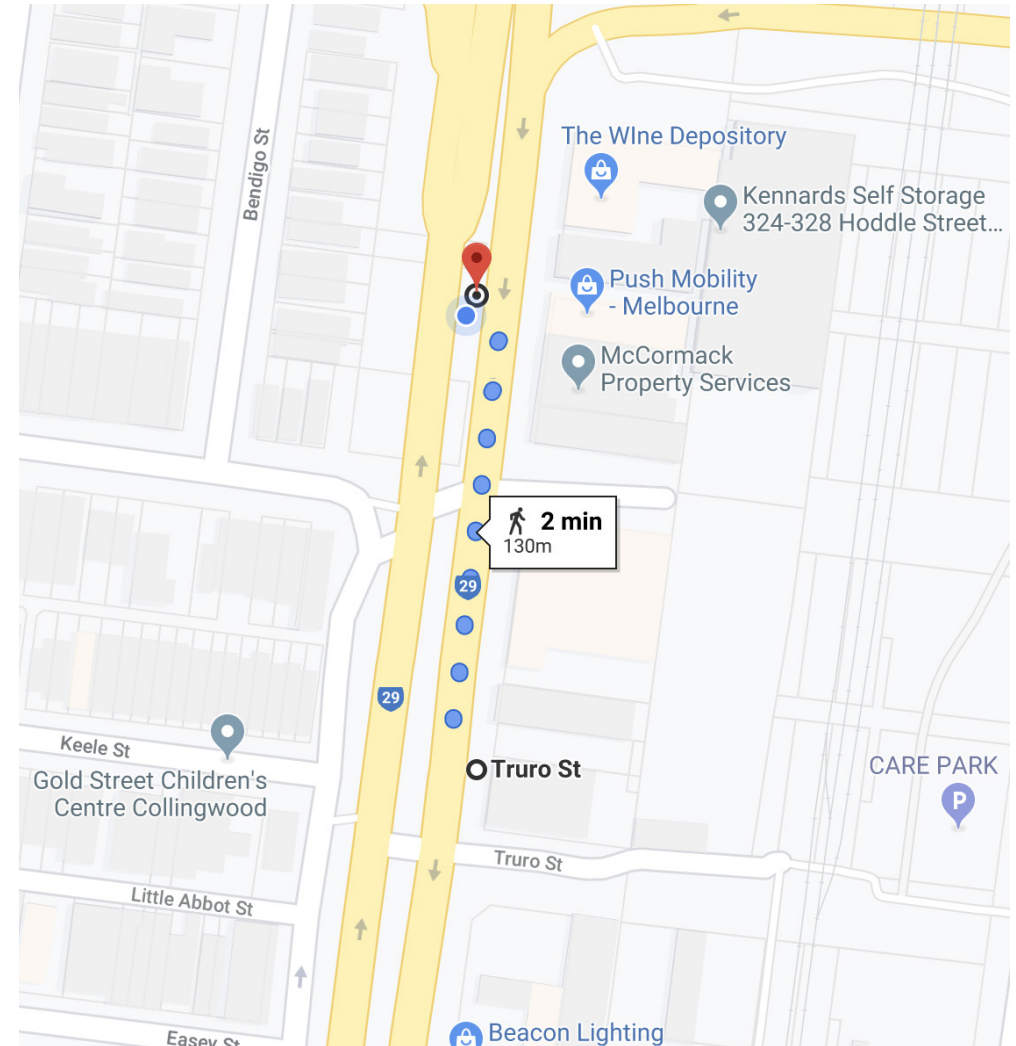 Bendigo St
The WIne Depository
Kennards Self Storage
324-328 Hoddle Street...
Push Mobility
- Melbourne
McCormack
Property Services
2 min
130m
29
29
Keele St
Gold Street Children's
Centre Collingwood
Truro St
CARE PARK
P
Truro St
Little Abbot St
Easey St
Beacon Lighting